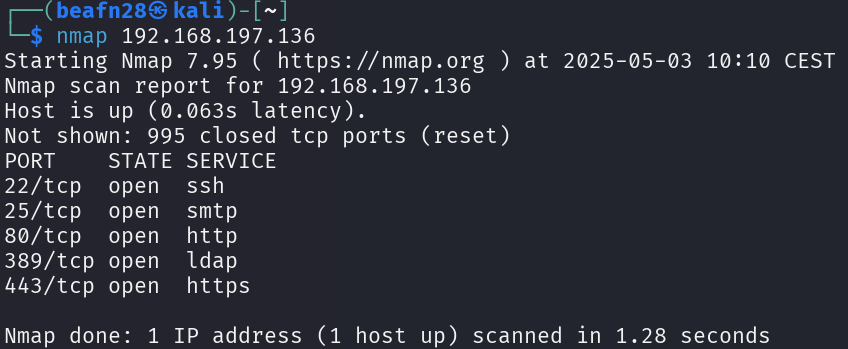 ┌──(beafn28㉿kali)-[~]
└─$ nmap 192.168.197.136
Starting Nmap 7.95 ( https://nmap.org ) at 2025-05-03 10:10 CEST
Nmap scan report for 192.168.197.136
Host is up (0.063s latency).
Not shown: 995 closed tcp ports (reset)
PORT    STATE SERVICE
22/tcp  open  ssh
25/tcp  open  smtp
80/tcp  open  http
389/tcp open  ldap
443/tcp open  https
Nmap done: 1 IP address (1 host up) scanned in 1.28 seconds